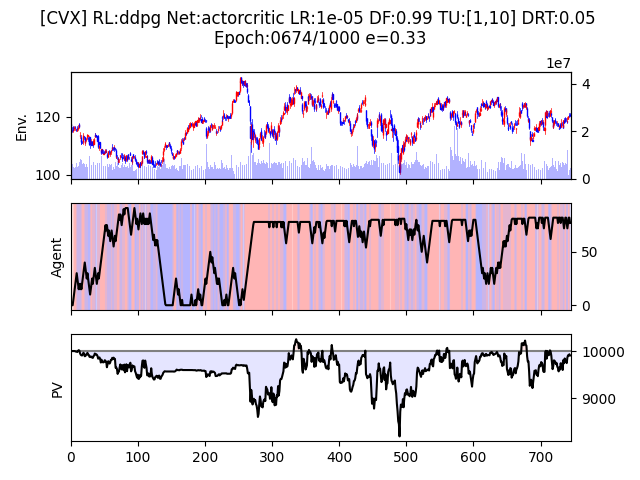 [CVX] RL:ddpg Net:actorcritic LR:1e-05 DF:0.99 TU:[1,10] DRT:0.05
Epoch:0674/1000 e=0.33
1e7
Env.
120
100
4
2
0
Agent
50
0
PV
10000
9000
0 100 200 300 400 500 600 700